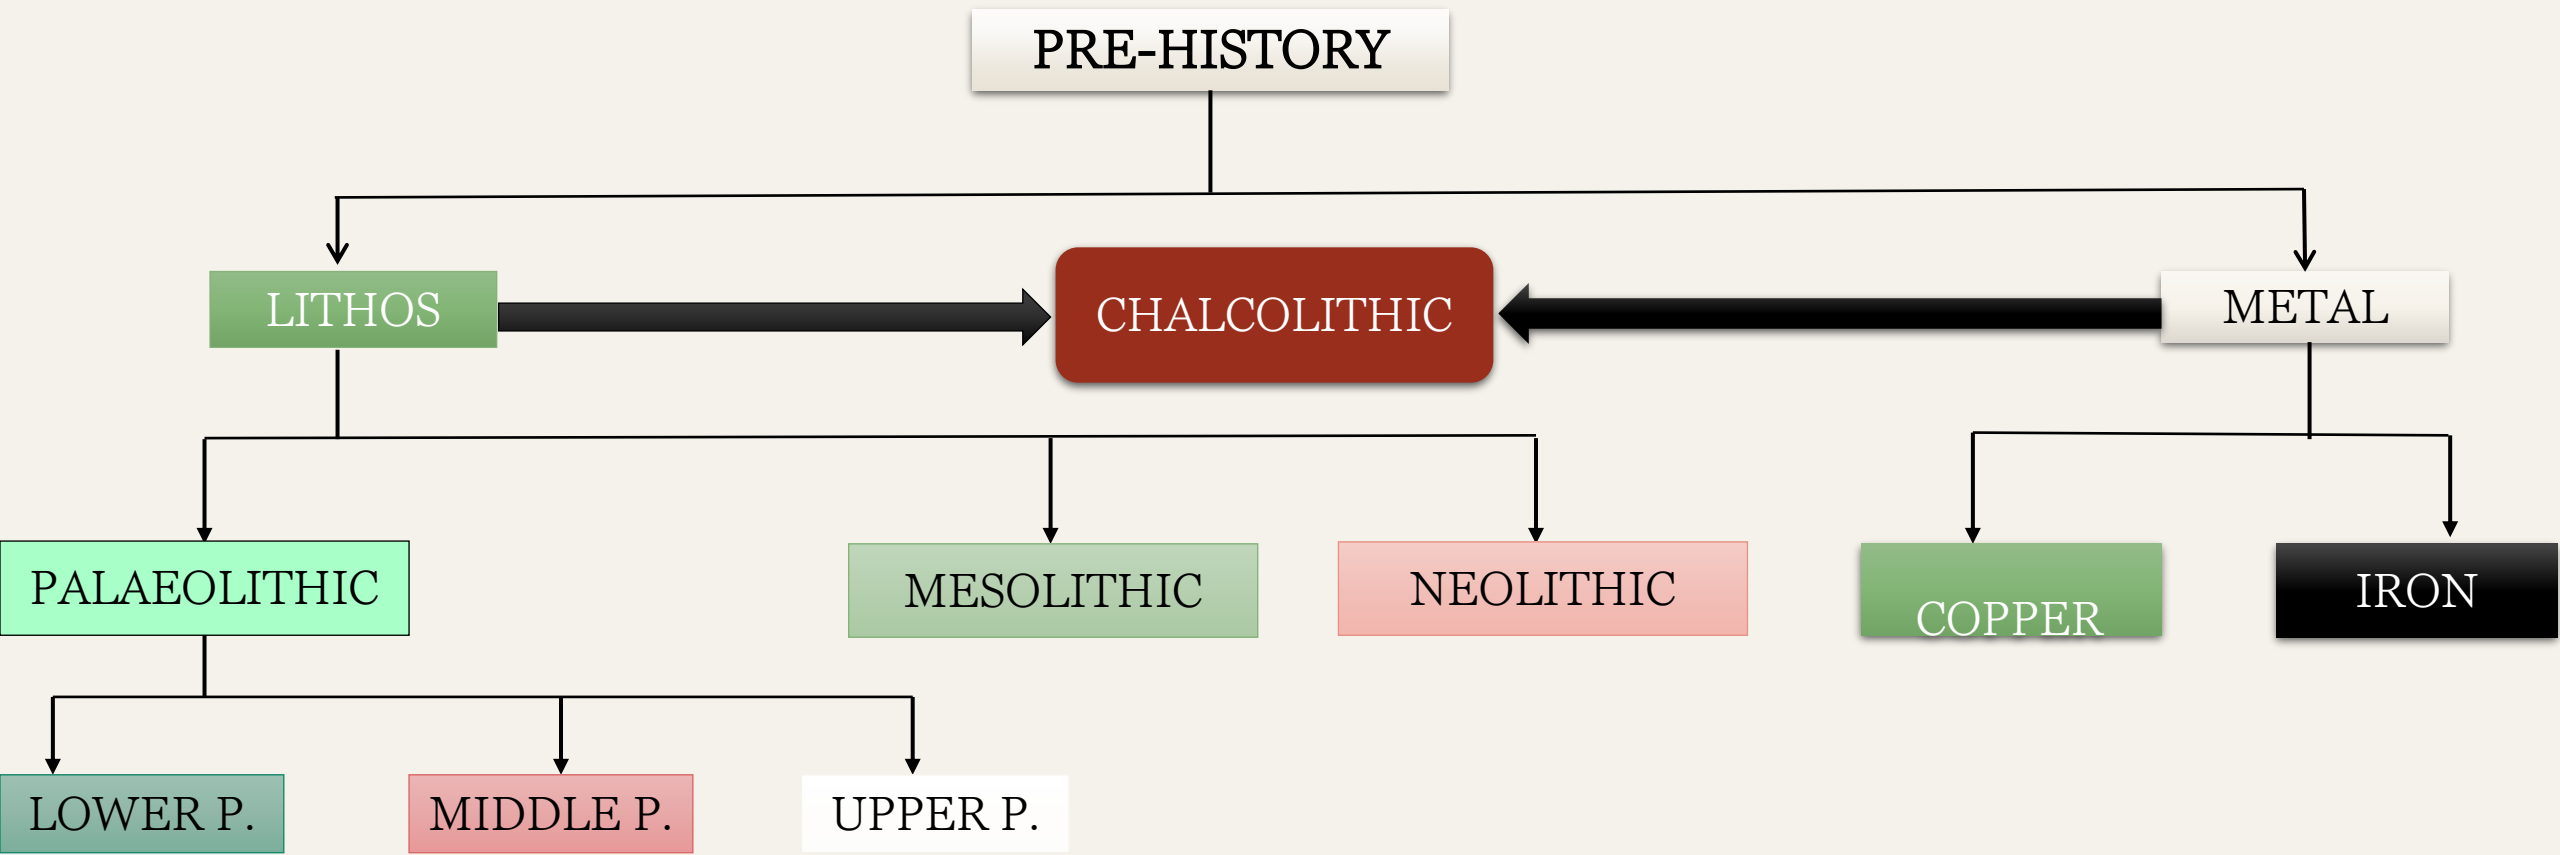 PRE-HISTORY
LITHOS
CHALCOLITHIC
METAL
PALAEOLITHIC
MESOLITHIC
NEOLITHIC
COPPER
IRON
LOWER P.
MIDDLE P.
UPPER P.